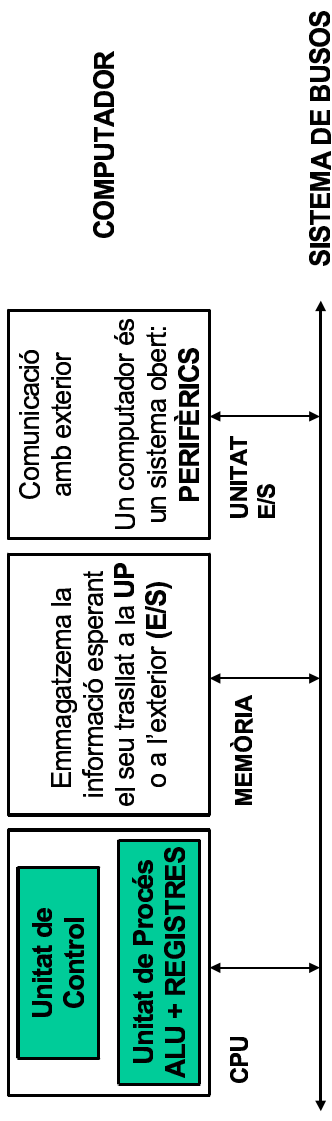 Unitat de
Control
Unitat de Procés
ALU + REGISTRES
CPU
Emmagatzema la
informació esperant
el seu trasllat a la UP
o a l'exterior (E/S)
MEMÒRIA
Comunicació
amb exterior
Un computador és
un sistema obert:
PERIFÈRICS
UNITAT
E/S
COMPUTADOR
SISTEMA DE BUSOS